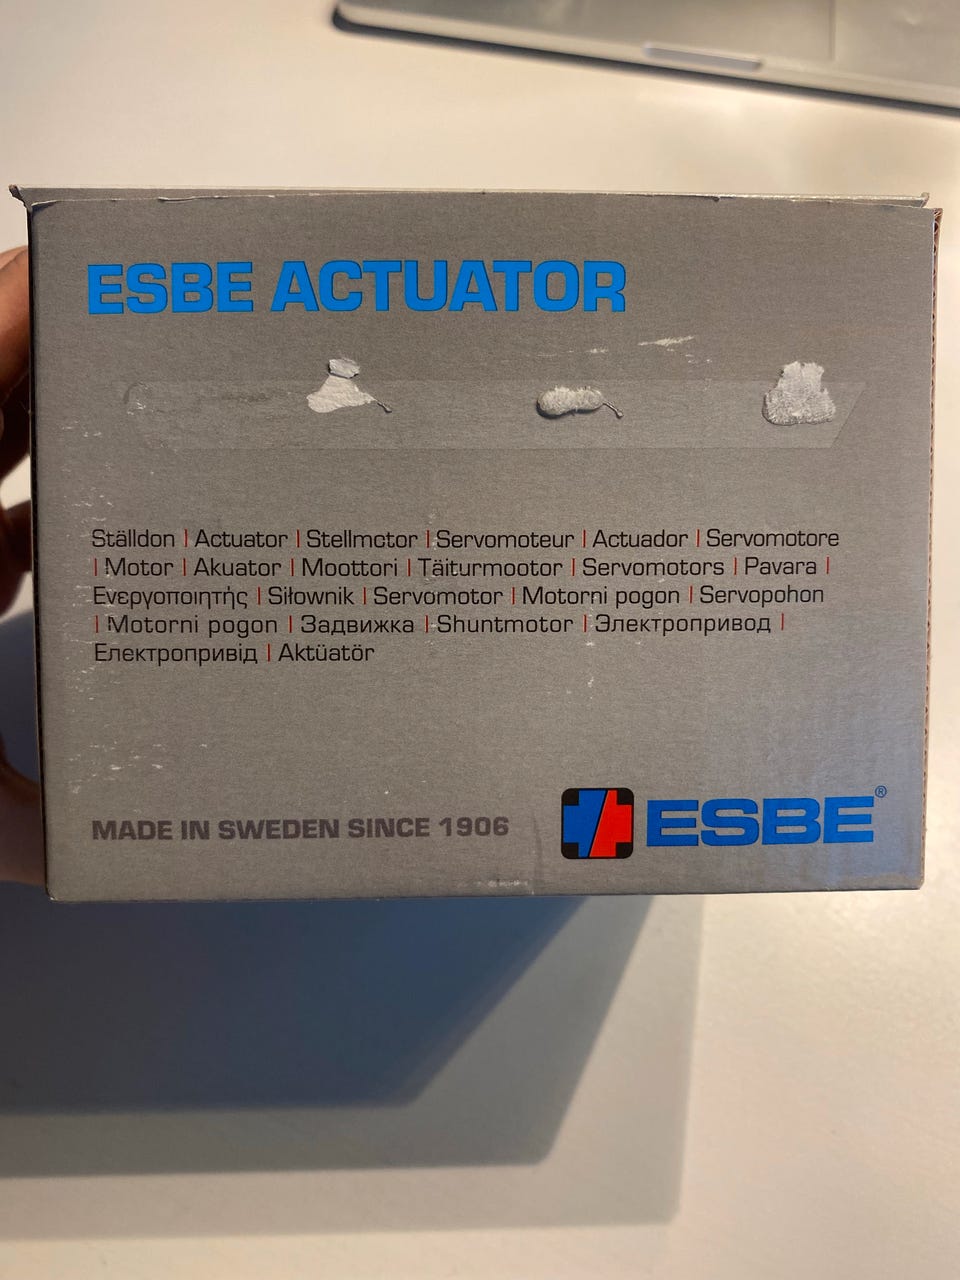 ESBE ACTUATOR
Ställdon | Actuator | Stellmotor | Servomoteur | Actuador | Servomotore
| Motor | Akuator | Moottori | Täiturmootor | Servomotors | Pavara |
Ενεργοποιητής | Siłownik | Servomotor | Motorni pogon | Servopohon
| Motorni pogon | Задвижка | Shuntmotor | Электропривод |
Електропривід | Aktüatör
MADE IN SWEDEN SINCE 1906
ESBE®